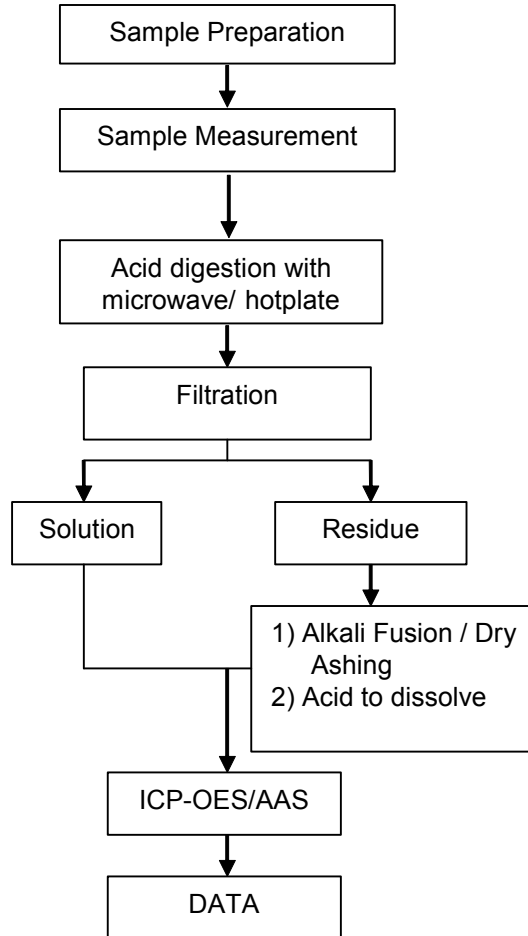 Sample Preparation
Sample Measurement
Acid digestion with
microwave/ hotplate
Filtration
Solution
Residue
1) Alkali Fusion / Dry
Ashing
2) Acid to dissolve
ICP-OES/AAS
DATA